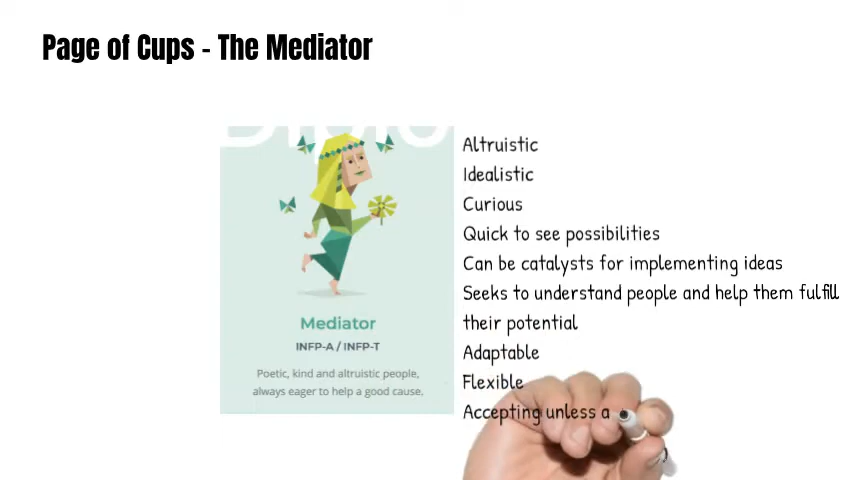 Page of Cups - The Mediator
Altruistic
Idealistic
Curious
Quick to see possibilities
Can be catalysts for implementing ideas
Seeks to understand people and help them fulfill
their potential
Adaptable
Flexible
Accepting unless a
Mediator
INFP-A / INFP-T
Poetic, kind and altruistic people,
always eager to help a good cause.